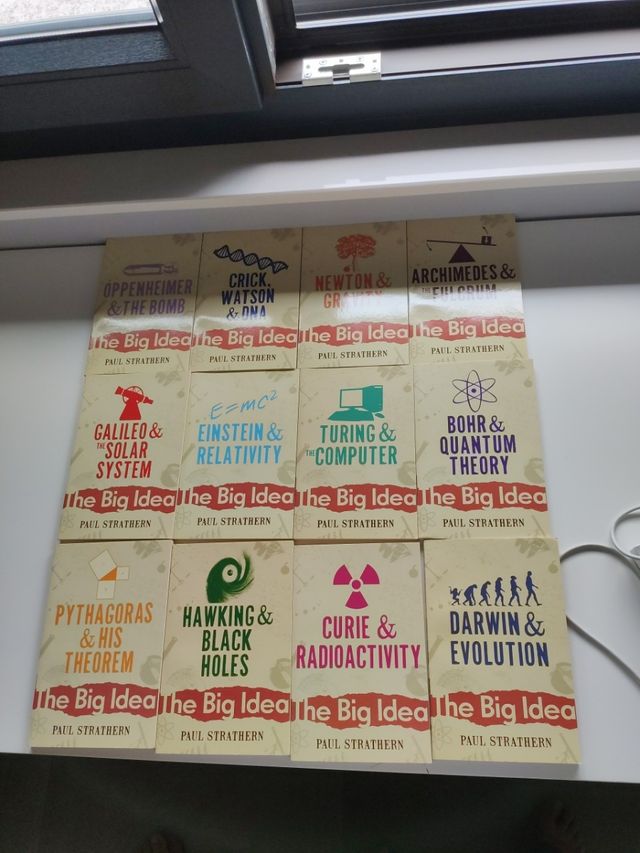 OPPENHEIMER
& THE BOMB
The Big Idea
PAUL STRATHERN
CRICK,
WATSON
& DNA
The Big Idea
PAUL STRATHERN
NEWTON &
GRAVITY
The Big Idea
PAUL STRATHERN
ARCHIMEDES &
THE FULCRUM
The Big Idea
PAUL STRATHERN
GALILEO &
THE SOLAR
SYSTEM
The Big Idea
PAUL STRATHERN
E=mc²
EINSTEIN &
RELATIVITY
The Big Idea
PAUL STRATHERN
TURING &
THE COMPUTER
The Big Idea
PAUL STRATHERN
BOHR &
QUANTUM
THEORY
The Big Idea
PAUL STRATHERN
PYTHAGORAS
& HIS
THEOREM
The Big Idea
PAUL STRATHERN
HAWKING &
BLACK
HOLES
The Big Idea
PAUL STRATHERN
CURIE &
RADIOACTIVITY
The Big Idea
PAUL STRATHERN
DARWIN &
EVOLUTION
The Big Idea
PAUL STRATHERN